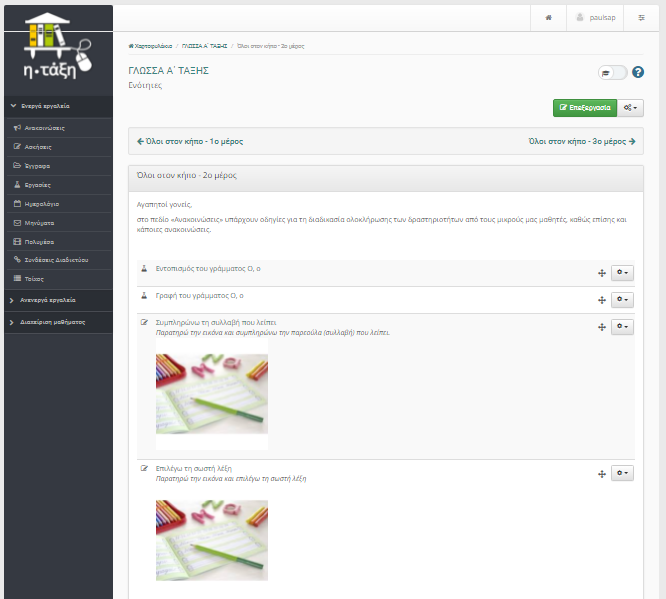 η·τάξη
paulsap
Χαρτοφυλάκιο / ΓΛΩΣΣΑ Α΄ ΤΑΞΗΣ / Όλοι στον κήπο - 2ο μέρος
ΓΛΩΣΣΑ Α΄ ΤΑΞΗΣ
Ενότητες
Επεξεργασία
Ενεργά εργαλεία
Ανακοινώσεις
Ασκήσεις
Έγγραφα
Εργασίες
Ημερολόγιο
Μηνύματα
Πολυμέσα
Συνδέσεις Διαδικτύου
Τοίχος
Ανενεργά εργαλεία
Διαχείριση μαθήματος
Όλοι στον κήπο - 1ο μέρος
Όλοι στον κήπο - 3ο μέρος
Όλοι στον κήπο - 2ο μέρος
Αγαπητοί γονείς,
στο πεδίο «Ανακοινώσεις» υπάρχουν οδηγίες για τη διαδικασία ολοκλήρωσης των δραστηριοτήτων από τους μικρούς μας μαθητές, καθώς επίσης και
κάποιες ανακοινώσεις.
Εντοπισμός του γράμματος Ο, ο
Γραφή του γράμματος Ο, ο
Συμπληρώνω τη συλλαβή που λείπει
Παρατηρώ την εικόνα και συμπληρώνω την παρεούλα (συλλαβή) που λείπει.
Επιλέγω τη σωστή λέξη
Παρατηρώ την εικόνα και επιλέγω τη σωστή λέξη